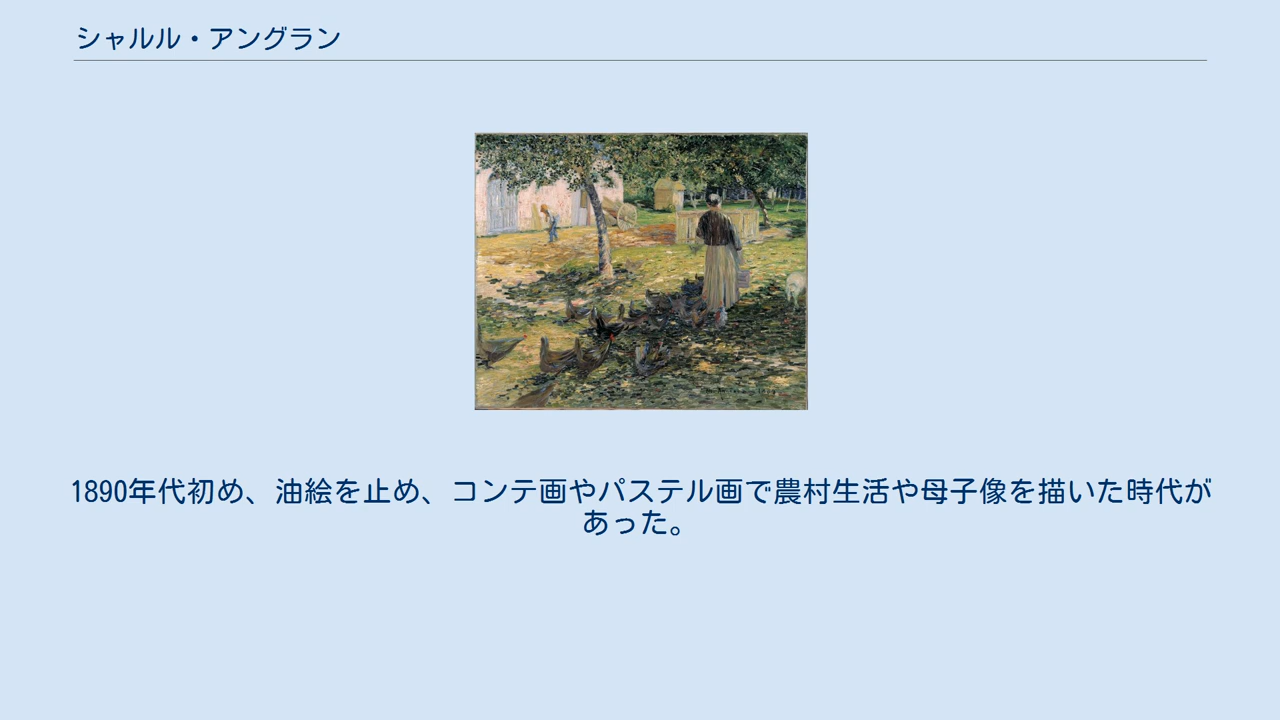 シャルル・アングラン
1890年代初め、油絵を止め、コンテ画やパステル画で農村生活や母子像を描いた時代が
あった。